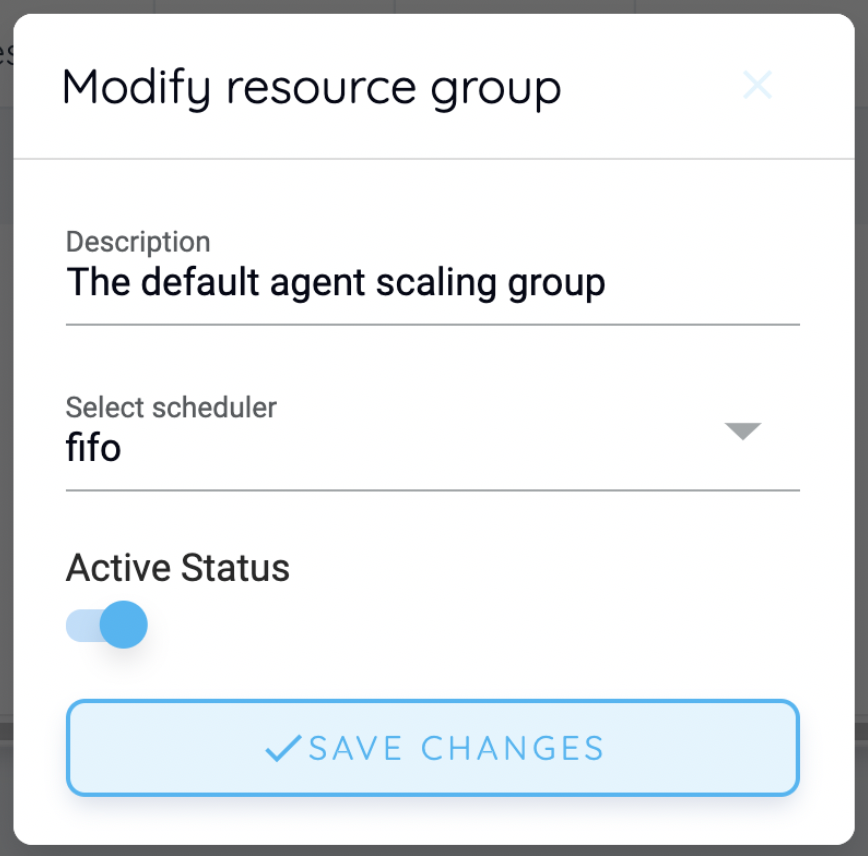 Modify resource group
Description
The default agent scaling group
Select scheduler
fifo
Active Status
SAVE CHANGES